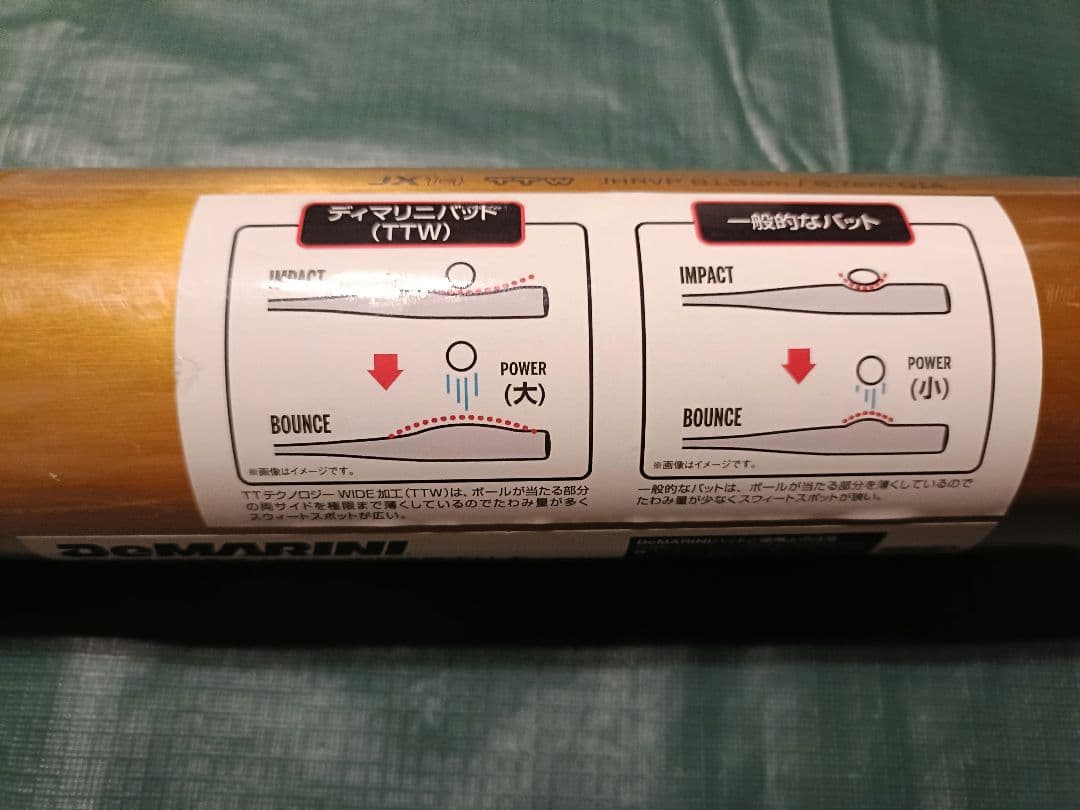 TTW
ディマリニバット
(TTW)
IMPACT
POWER
(大)
BOUNCE
※画像はイメージです。
TTテクノロジーWIDE加工(TTW)は、ボールが当たる部分
の両サイドを極限まで薄くしているのでたわみ量が多く
スウィートスポットが広い。
一般的なバット
IMPACT
POWER
(小)
BOUNCE
※画像はイメージです。
一般的なバットは、ボールが当たる部分を薄くしているので
たわみ量が少なくスウィートスポットが狭い。
DeMARINI